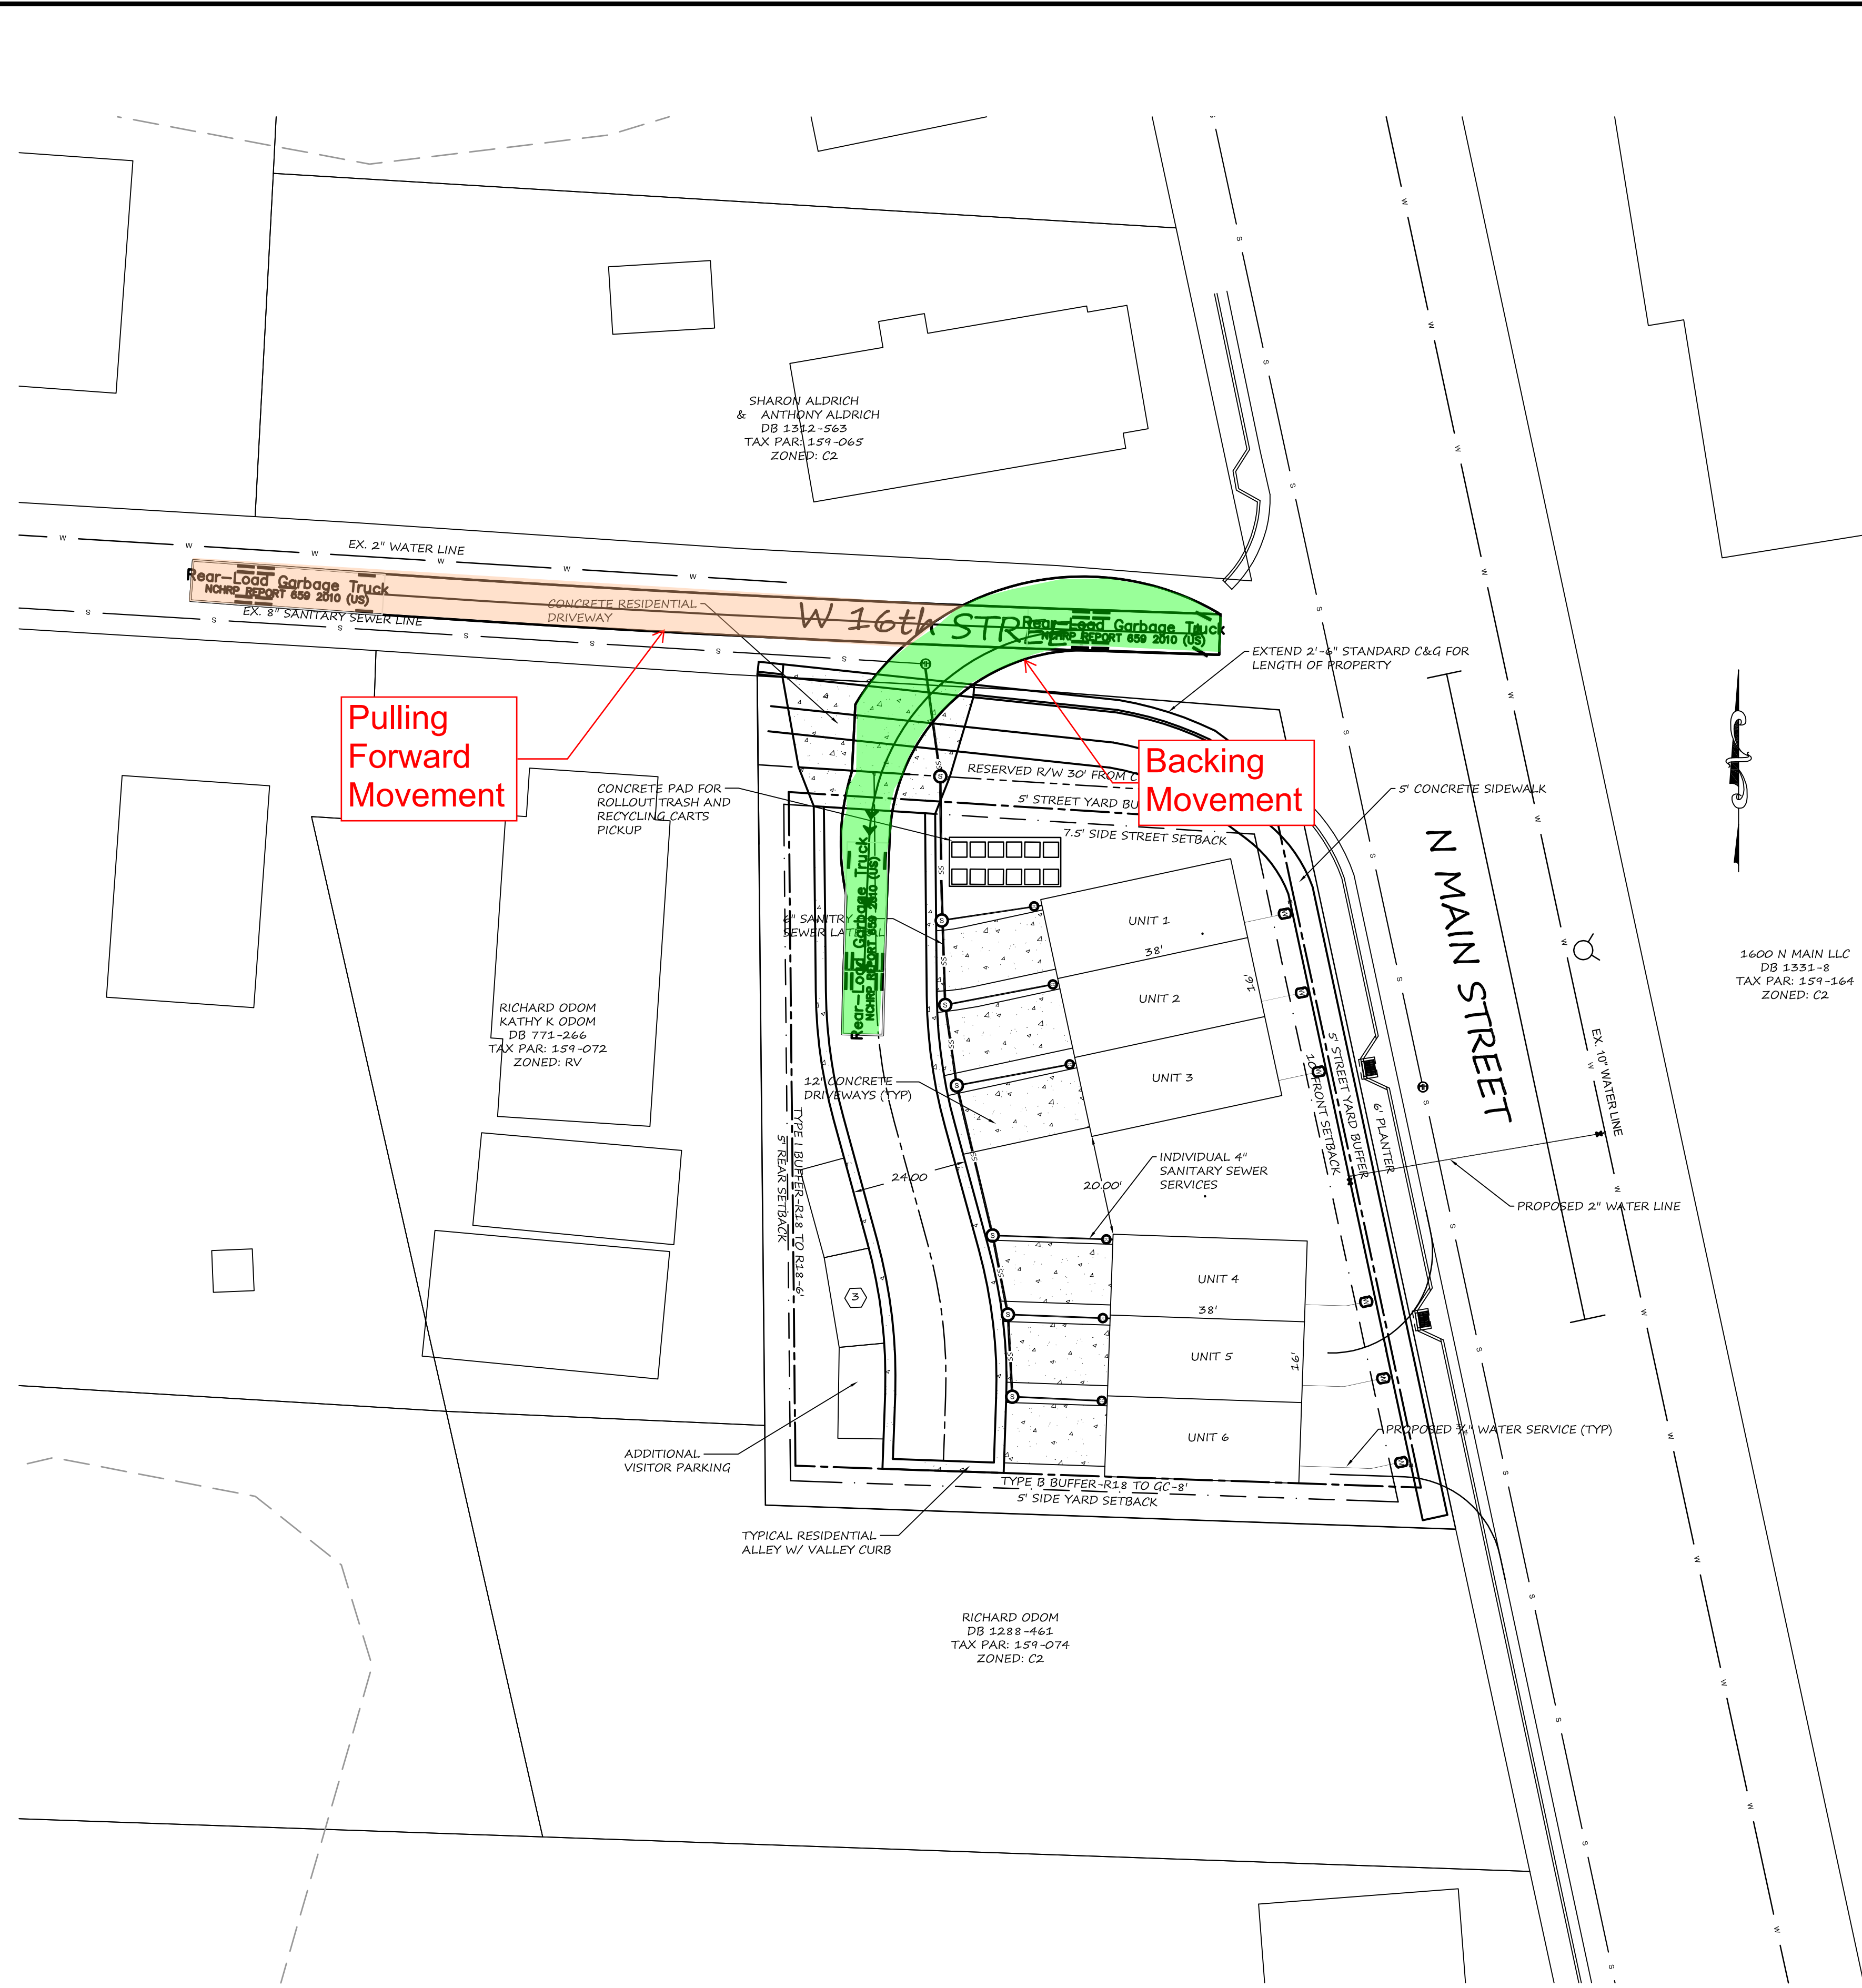 SHARON ALDRICH
& ANTHONY ALDRICH
DB 1312-563
TAX PAR: 159-065
ZONED: C2
EX. 2" WATER LINE
Rear-Load Garbage Truck
NCHRP REPORT 659 2010 (US)
EX. 8" SANITARY SEWER LINE
CONCRETE RESIDENTIAL
DRIVEWAY
W 16th STREET
Rear-Load Garbage Truck
NCHRP REPORT 659 2010 (US)
EXTEND 2'-6" STANDARD C&G FOR
LENGTH OF PROPERTY
Pulling
Forward
Movement
Backing
Movement
RESERVED R/W 30' FROM
5' STREET YARD
7.5' SIDE STREET SETBACK
CONCRETE PAD FOR
ROLLOUT TRASH AND
RECYCLING CARTS
PICKUP
5' CONCRETE SIDEWALK
N MAIN STREET
Rear-Load Garbage Truck
NCHRP REPORT 659 2010 (US)
6" SANITRY
SEWER LATERAL
UNIT 1
38'
UNIT 2
16'
UNIT 3
1600 N MAIN LLC
DB 1331-8
TAX PAR: 159-164
ZONED: C2
RICHARD ODOM
KATHY K ODOM
DB 771-266
TAX PAR: 159-072
ZONED: RV
12' CONCRETE
DRIVEWAYS (TYP)
EX. 10" WATER LINE
5' STREET YARD BUFFER
10' FRONT SETBACK
6' PLANTER
TYPE 1 BUFFER-R18 TO R18-6'
5' REAR SETBACK
24.00
20.00'
INDIVIDUAL 4"
SANITARY SEWER
SERVICES
PROPOSED 2" WATER LINE
3
UNIT 4
38'
UNIT 5
16'
UNIT 6
PROPOSED ¾" WATER SERVICE (TYP)
ADDITIONAL
VISITOR PARKING
TYPE B BUFFER-R18 TO GC-8'
5' SIDE YARD SETBACK
TYPICAL RESIDENTIAL
ALLEY W/ VALLEY CURB
RICHARD ODOM
DB 1288-461
TAX PAR: 159-074
ZONED: C2